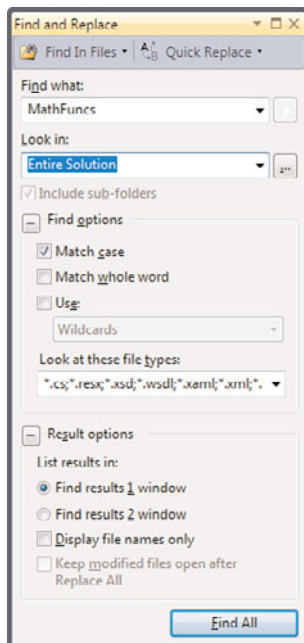 Find and Replace
Find In Files Quick Replace
Find what:
MathFuncs
Look in:
Entire Solution
...
Include sub-folders
Find options
Match case
Match whole word
Use:
Wildcards
Look at these file types:
*.cs;*.resx;*.xsd;*.wsdl;*.xaml;*.xml;*.
Result options
List results in:
Find results 1 window
Find results 2 window
Display file names only
Keep modified files open after
Replace All
Find All